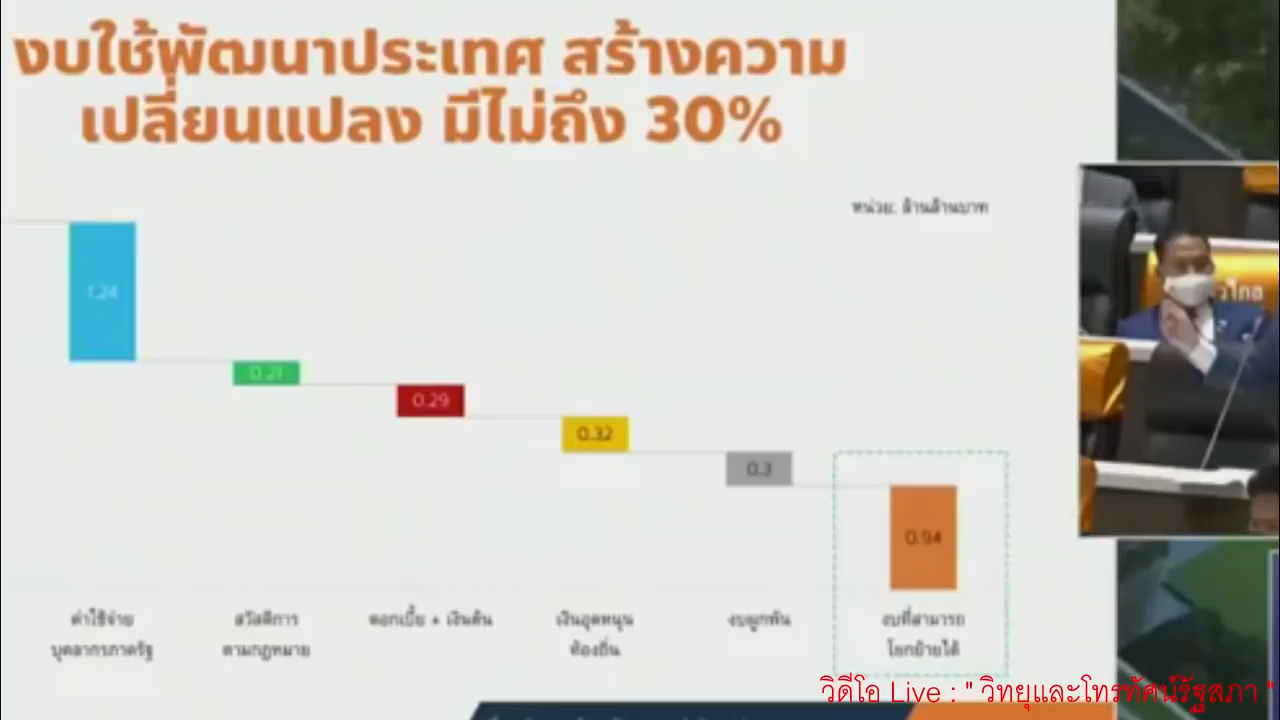 งบใช้พัฒนาประเทศ สร้างความ
เปลี่ยนแปลง มีไม่ถึง 30%
หน่วย: ล้านล้านบาท
1.24
0.21
0.29
0.32
0.3
0.94
ค่าใช้จ่าย
บุคลากรภาครัฐ
สวัสดิการ
ตามกฎหมาย
ดอกเบี้ย + เงินต้น
เงินอุดหนุน
ท้องถิ่น
งบผูกพัน
งบที่สามารถ
โยกย้ายได้
วิดีโอ Live : " วิทยุและโทรทัศน์รัฐสภา "